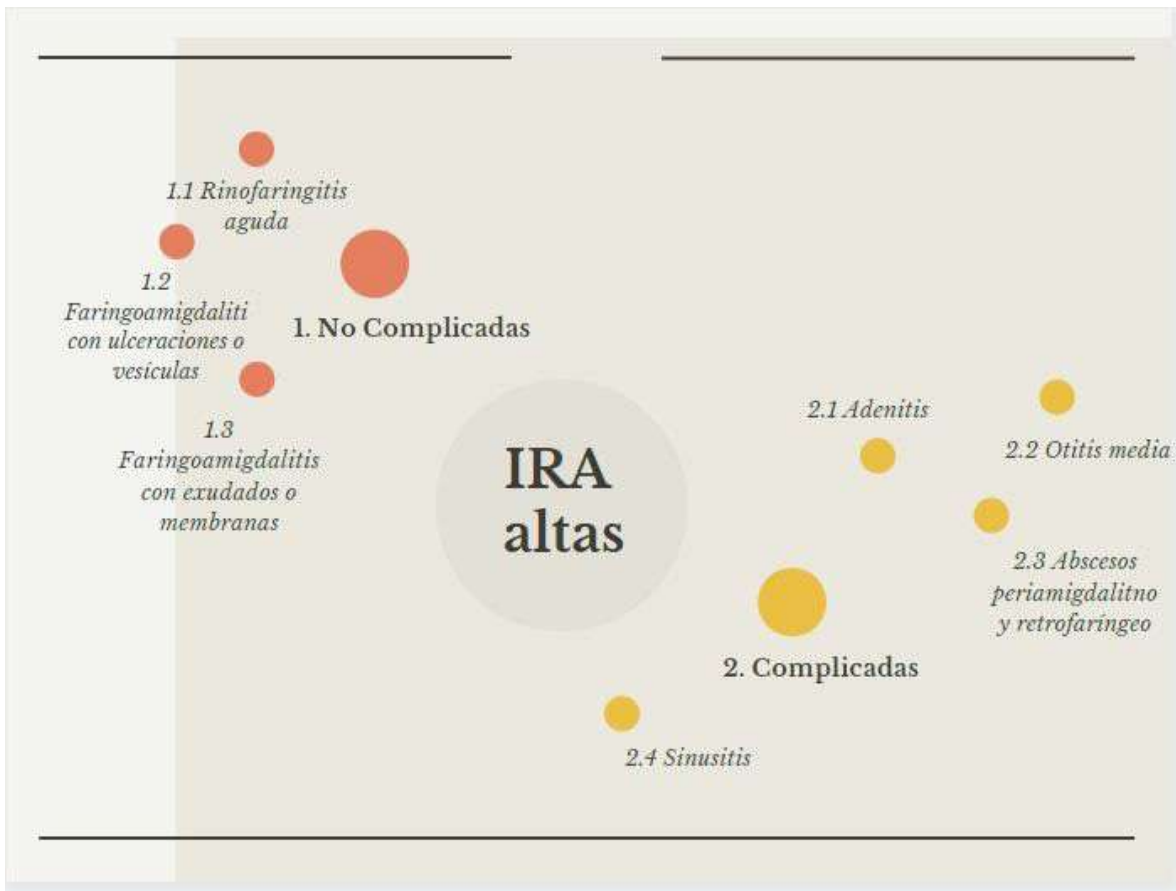 1.1 Rinofaringitis
aguda
1.2
Faringoamigdaliti
con ulceraciones o
vesículas
1. No Complicadas
1.3
Faringoamigdalitis
con exudados o
membranas
IRA
altas
2.1 Adenitis
2.2 Otitis media
2.3 Abscesos
periamigdalitno
y retrofaríngeo
2. Complicadas
2.4 Sinusitis